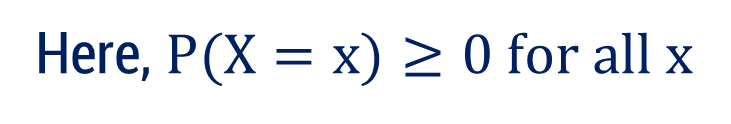 Here, P(X = x) ≥ 0 for all x